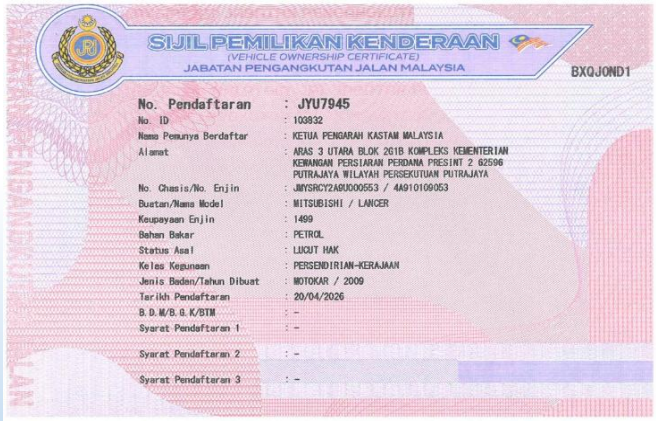 SIJIL PEMILIKAN KENDERAAN
(VEHICLE OWNERSHIP CERTIFICATE)
JABATAN PENGANGKUTAN JALAN MALAYSIA
BXQJOND1
No. Pendaftaran : JYU7945
No. ID : 103832
Nama Pemunya Berdaftar : KETUA PENGARAH KASTAM MALAYSIA
Alamat : ARAS 3 UTARA BLOK 2G1B KOMPLEKS KEMENTERIAN
KEWANGAN PERSIARAN PERDANA PRESINT 2 62596
PUTRAJAYA WILAYAH PERSEKUTUAN PUTRAJAYA
No. Chasis/No. Enjin : JMYSRCY2A9U000553 / 4A910109053
Buatan/Nama Model : MITSUBISHI / LANCER
Keupayaan Enjin : 1499
Bahan Bakar : PETROL
Status Asal : LUCUT HAK
Kelas Kegunaan : PERSENDIRIAN-KERAJAAN
Jenis Badan/Tahun Dibuat : MOTOKAR / 2009
Tarikh Pendaftaran : 20/04/2026
B.D.M/B.G.K/BTM : -
Syarat Pendaftaran 1 : -
Syarat Pendaftaran 2 : -
Syarat Pendaftaran 3 : -